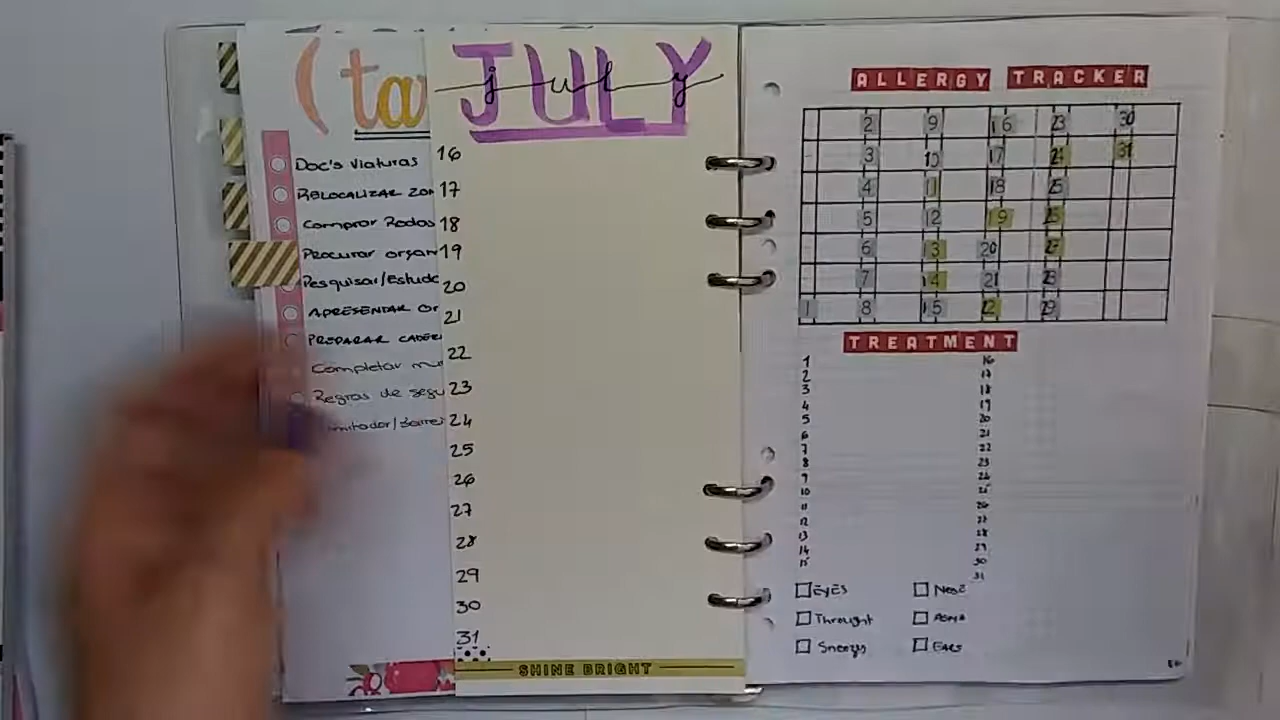 (ta
Doc's Viaturas
RELOCALIZAR
Comprar
Procurar
Pesquisar/
APRESENTAR
PREPARAR
Completar
Regras de
JULY
july
16
17
18
19
20
21
22
23
24
25
26
27
28
29
30
31
SHINE BRIGHT
ALLERGY TRACKER
2 9 16 23 30
3 10 17 24 31
4 11 18 25
5 12 19 26
6 13 20 27
7 14 21 28
1 8 15 22 29
TREATMENT
1 16
2 17
3 18
4 19
5 20
6 21
7 22
8 23
9 24
10 25
11 26
12 27
13 28
14 29
15 30
31
EYES Nose
Throught
Sneezys Ears